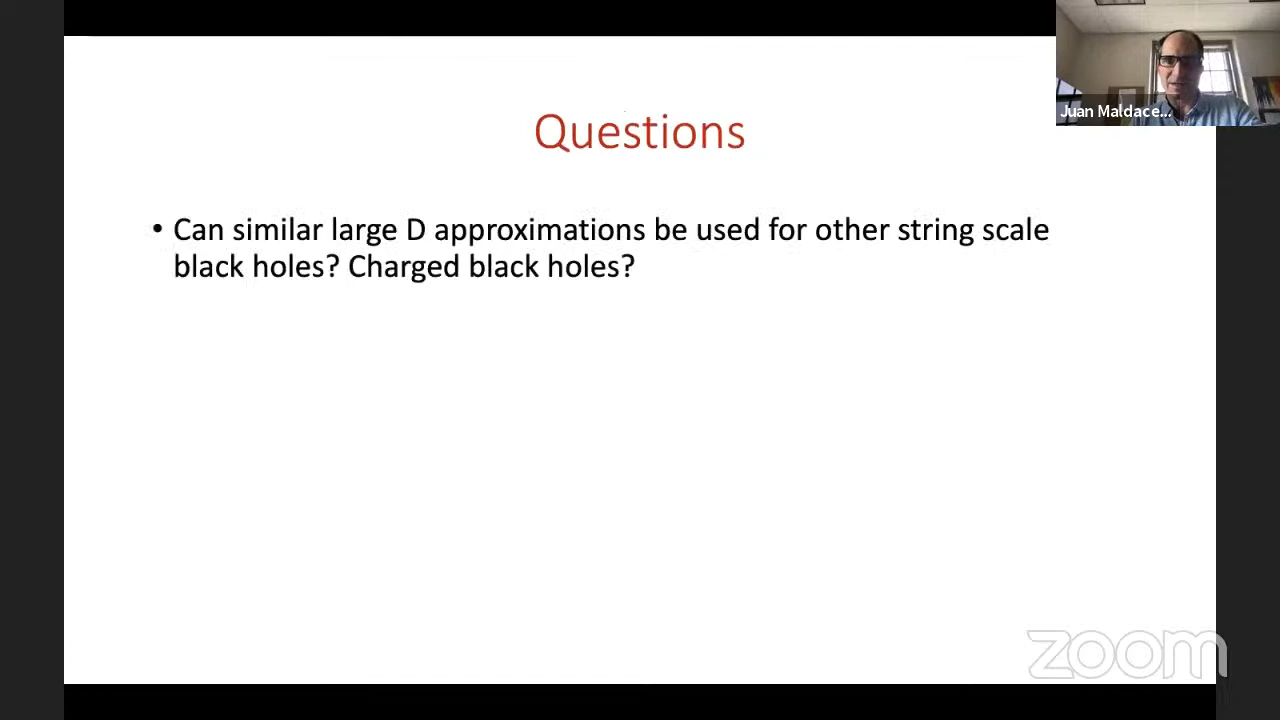 Juan Maldace...
Questions
• Can similar large D approximations be used for other string scale
black holes? Charged black holes?
zoom